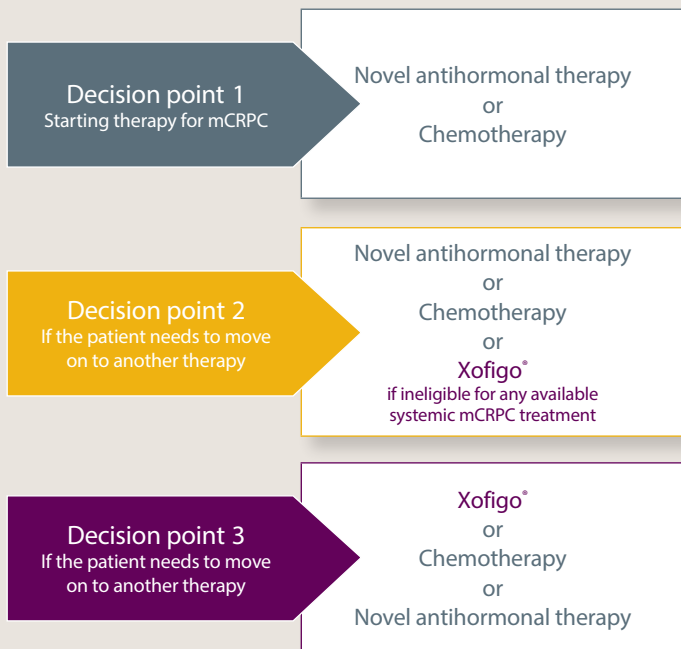 Decision point 1
Starting therapy for mCRPC
Novel antihormonal therapy
or
Chemotherapy
Decision point 2
If the patient needs to move
on to another therapy
Novel antihormonal therapy
or
Chemotherapy
or
Xofigo®
if ineligible for any available
systemic mCRPC treatment
Decision point 3
If the patient needs to move
on to another therapy
Xofigo®
or
Chemotherapy
or
Novel antihormonal therapy